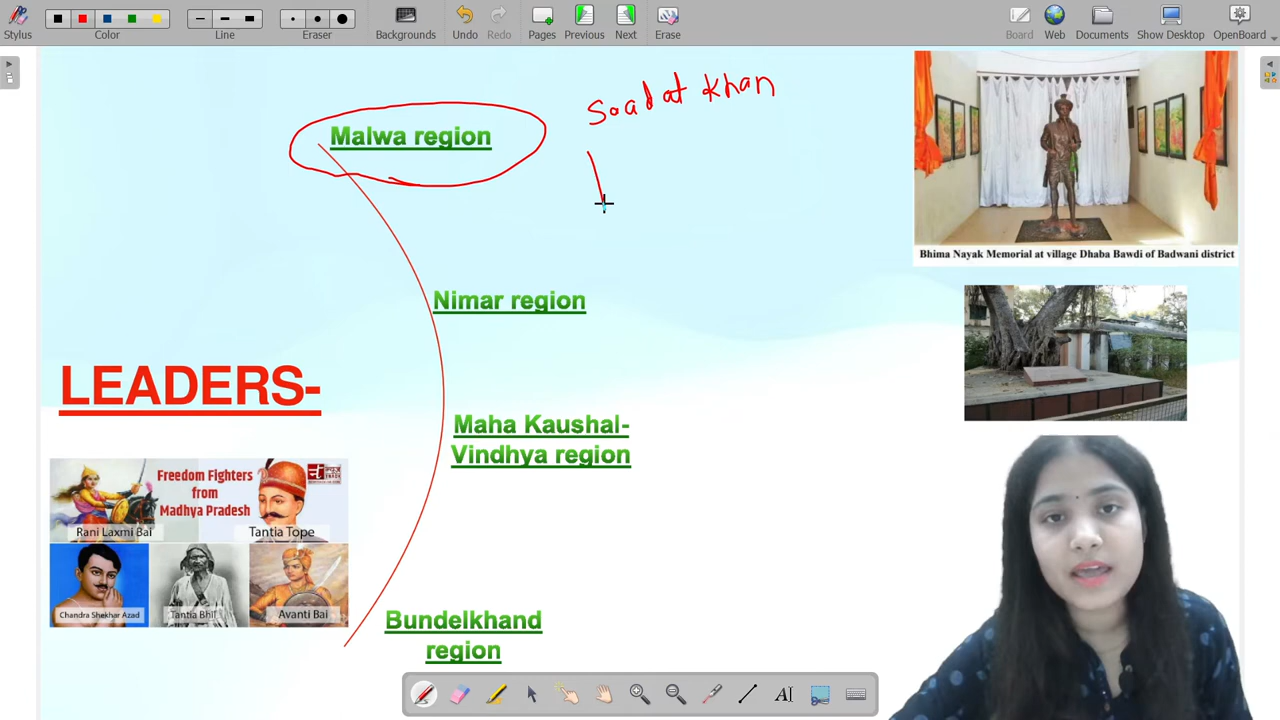 Stylus
Color
Line
Eraser
Backgrounds
Undo
Redo
Pages
Previous
Next
Erase
Board
Web
Documents
Show Desktop
OpenBoard
Saadat Khan
Malwa region
Bhima Nayak Memorial at village Dhaba Bawdi of Badwani district
Nimar region
LEADERS-
Maha Kaushal-
Vindhya region
Freedom Fighters
from
Madhya Pradesh
Rani Laxmi Bai
Tantia Tope
Chandra Shekhar Azad
Tantia Bhil
Avanti Bai
Bundelkhand
region
AI